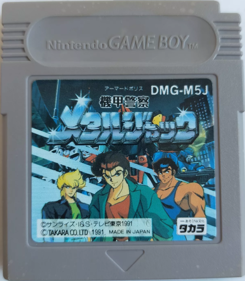 Nintendo GAME BOY™
アーマードポリス
DMG-M5J
機甲警察
メタルジャック
©サンライズ・I&S・テレビ東京1991
©TAKARA CO.LTD.1991 MADE IN JAPAN
タカラ